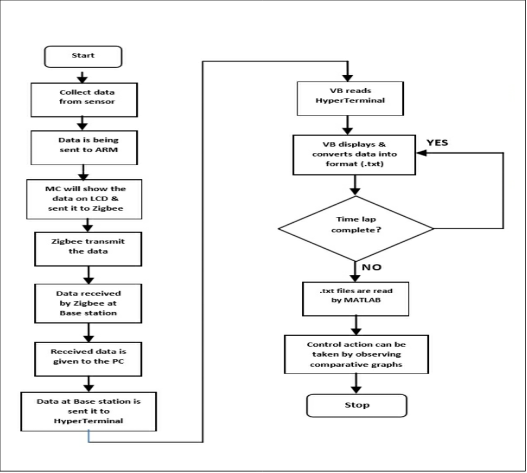 Start
Collect data
from sensor
Data is being
sent to ARM
MC will show the
data on LCD &
sent it to Zigbee
Zigbee transmit
the data
Data received
by Zigbee at
Base station
Received data is
given to the PC
Data at Base station is
sent it to
HyperTerminal
VB reads
HyperTerminal
VB displays &
converts data into
format (.txt)
YES
Time lap
complete?
NO
.txt files are read
by MATLAB
Control action can be
taken by observing
comparative graphs
Stop